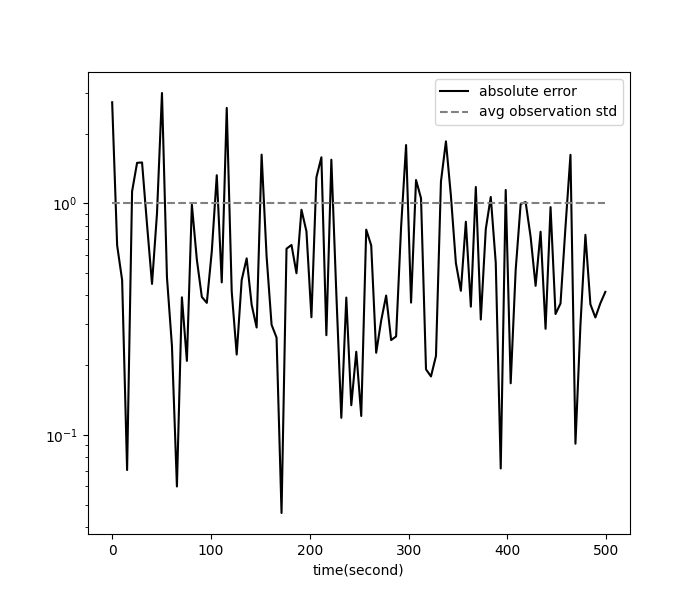 absolute error
avg observation std
10⁰
10⁻¹
0 100 200 300 400 500
time(second)